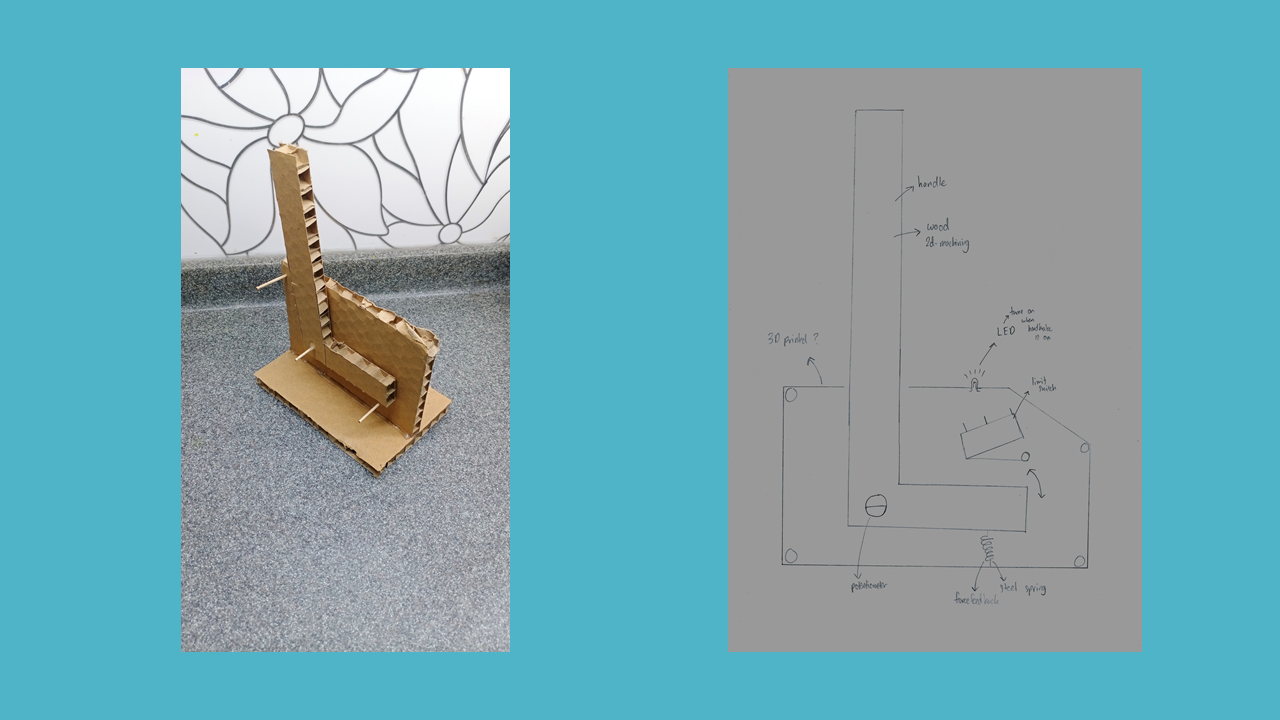 handle
wood
2d-machining
turns on
when
handbrake
is on
LED
3D printed ?
limit
switch
potentiometer
steel spring
force feedback